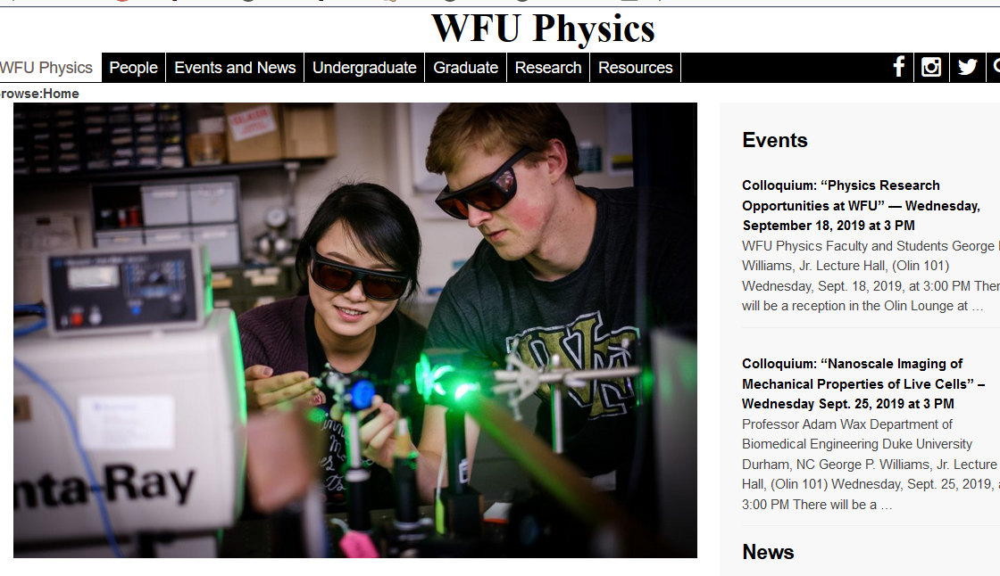 WFU Physics
WFU Physics People Events and News Undergraduate Graduate Research Resources
rowse:Home
nta-Ray
WF
Events
Colloquium: “Physics Research
Opportunities at WFU” — Wednesday,
September 18, 2019 at 3 PM
WFU Physics Faculty and Students George
Williams, Jr. Lecture Hall, (Olin 101)
Wednesday, Sept. 18, 2019, at 3:00 PM Ther
will be a reception in the Olin Lounge at …
Colloquium: “Nanoscale Imaging of
Mechanical Properties of Live Cells” –
Wednesday Sept. 25, 2019 at 3 PM
Professor Adam Wax Department of
Biomedical Engineering Duke University
Durham, NC George P. Williams, Jr. Lecture
Hall, (Olin 101) Wednesday, Sept. 25, 2019,
3:00 PM There will be a …
News